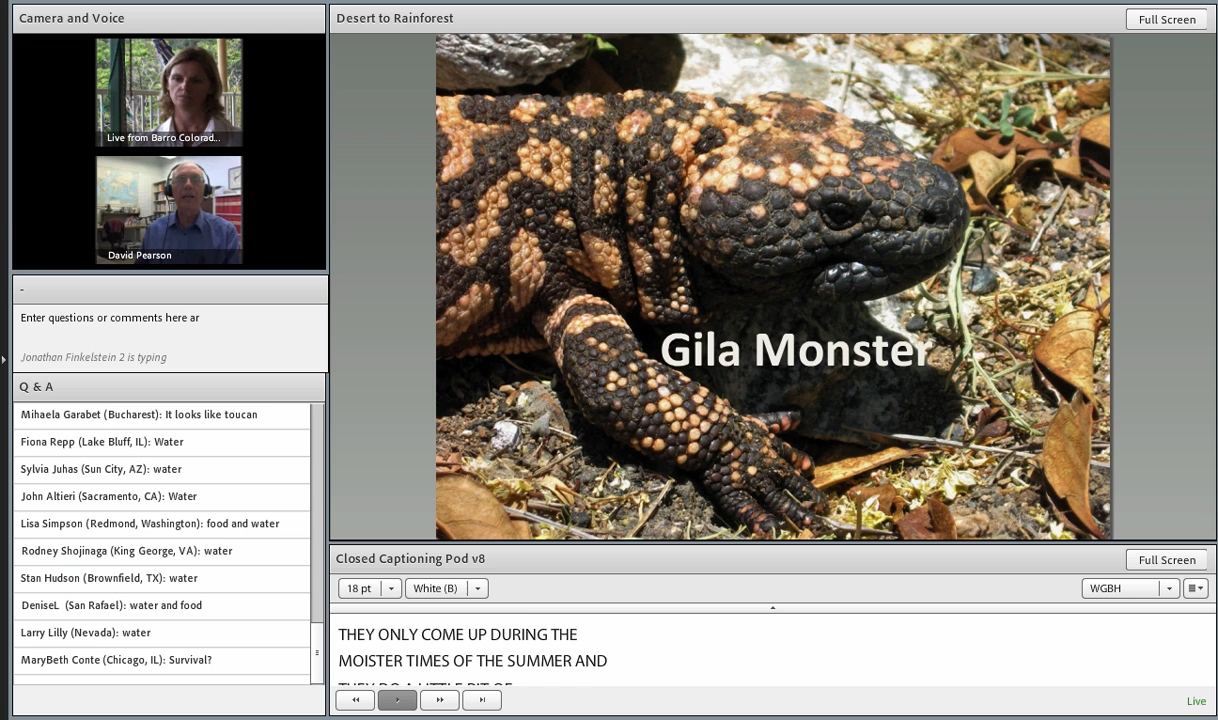 Camera and Voice
Live from Barro Colorad...
David Pearson
-
Enter questions or comments here ar
Jonathan Finkelstein 2 is typing
Q & A
Mihaela Garabet (Bucharest): It looks like toucan
Fiona Repp (Lake Bluff, IL): Water
Sylvia Juhas (Sun City, AZ): water
John Altieri (Sacramento, CA): Water
Lisa Simpson (Redmond, Washington): food and water
Rodney Shojinaga (King George, VA): water
Stan Hudson (Brownfield, TX): water
DeniseL (San Rafael): water and food
Larry Lilly (Nevada): water
MaryBeth Conte (Chicago, IL): Survival?
Desert to Rainforest
Full Screen
Gila Monster
Closed Captioning Pod v8
Full Screen
18 pt
White (B)
WGBH
THEY ONLY COME UP DURING THE
MOISTER TIMES OF THE SUMMER AND
THEY DO A LITTLE BIT OF
Live